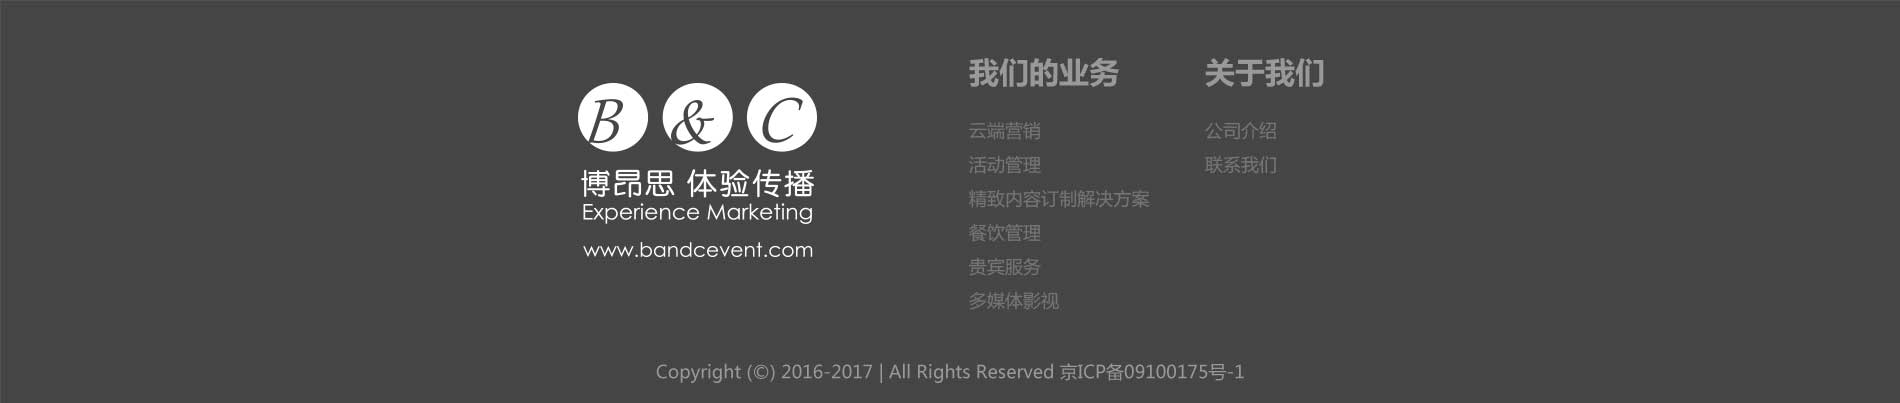 B & C
博昂思 体验传播
Experience Marketing
www.bandcevent.com
我们的业务
云端营销
活动管理
精致内容订制解决方案
餐饮管理
贵宾服务
多媒体影视
关于我们
公司介绍
联系我们
Copyright (©) 2016-2017 | All Rights Reserved 京ICP备09100175号-1